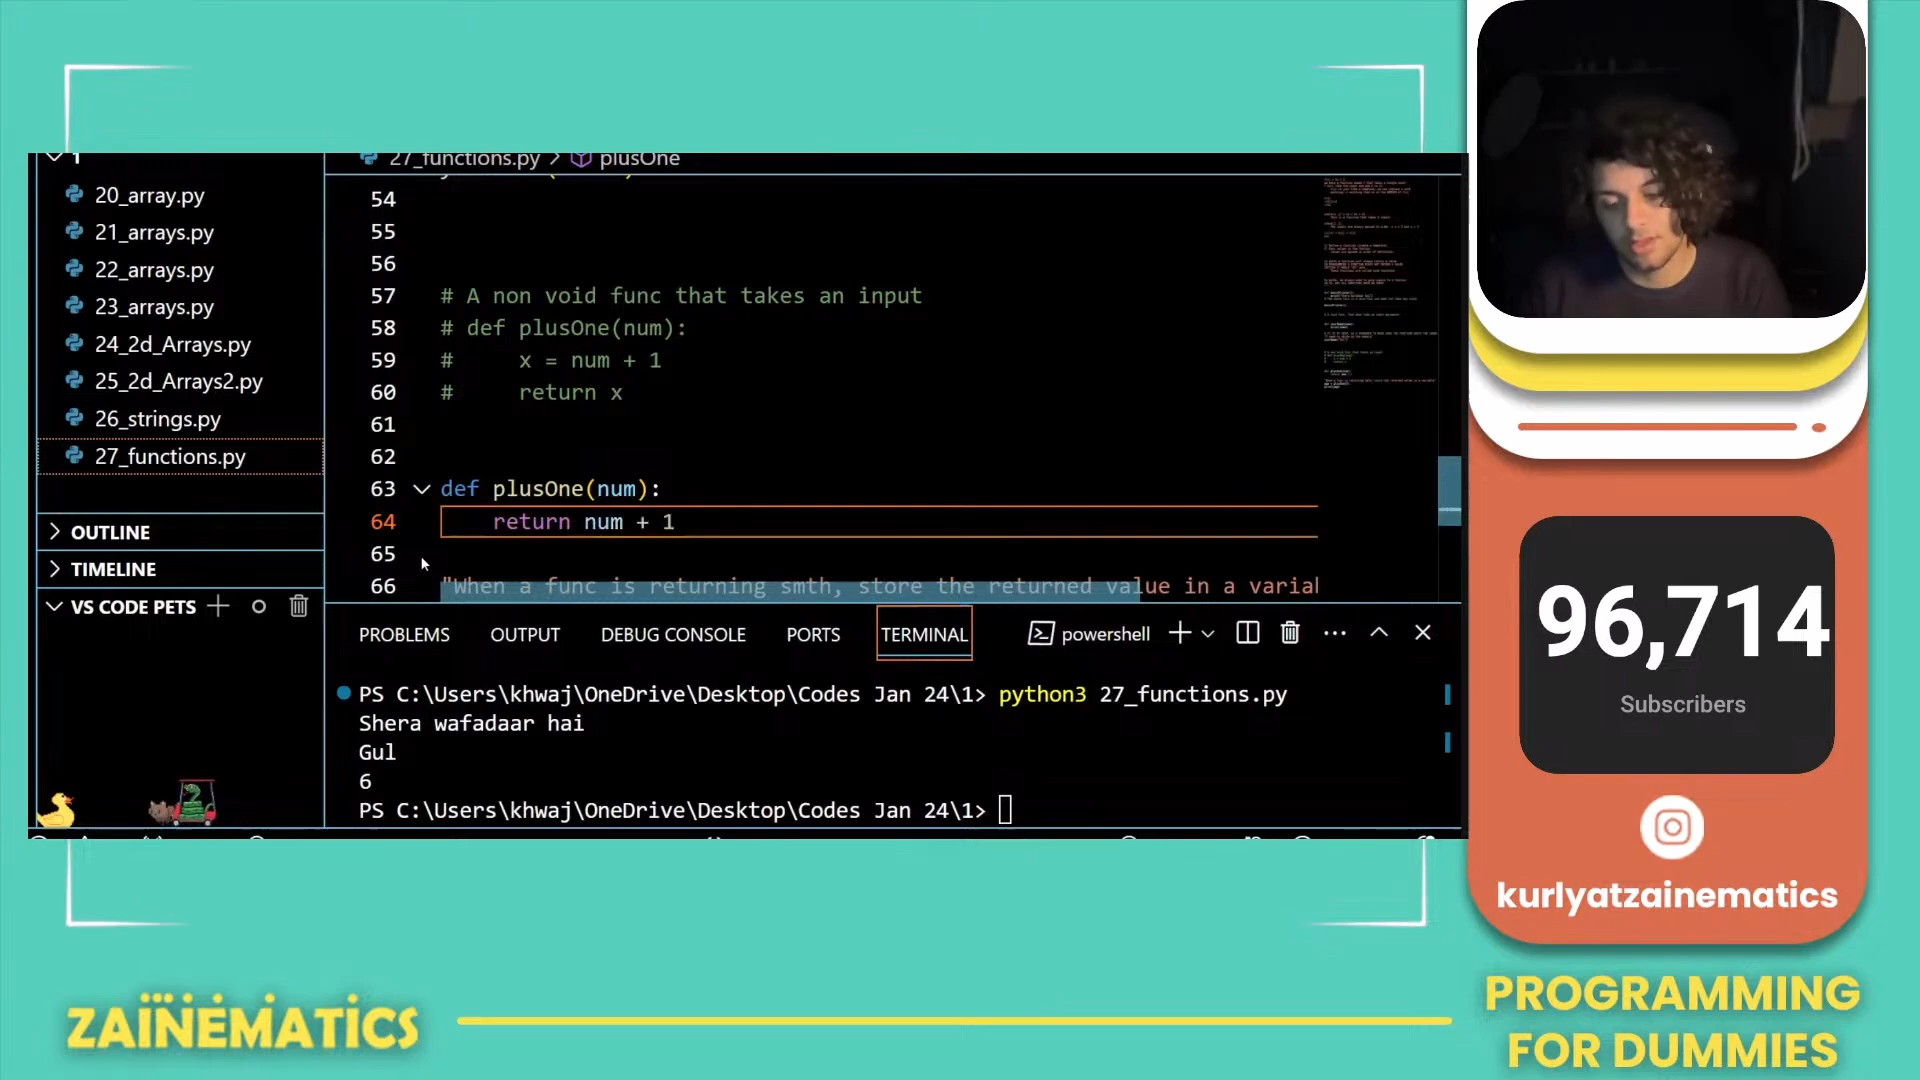 1
20_array.py
21_arrays.py
22_arrays.py
23_arrays.py
24_2d_Arrays.py
25_2d_Arrays2.py
26_strings.py
27_functions.py
OUTLINE
TIMELINE
VS CODE PETS
27_functions.py > plusOne
54
55
56
57 # A non void func that takes an input
58 # def plusOne(num):
59 #     x = num + 1
60 #     return x
61
62
63 def plusOne(num):
64     return num + 1
65
66 "When a func is returning smth, store the returned value in a varial
PROBLEMS OUTPUT DEBUG CONSOLE PORTS TERMINAL powershell
PS C:\Users\khwaj\OneDrive\Desktop\Codes Jan 24\1> python3 27_functions.py
Shera wafadaar hai
Gul
6
PS C:\Users\khwaj\OneDrive\Desktop\Codes Jan 24\1>
96,714
Subscribers
kurlyatzainematics
ZAINEMATICS
PROGRAMMING
FOR DUMMIES